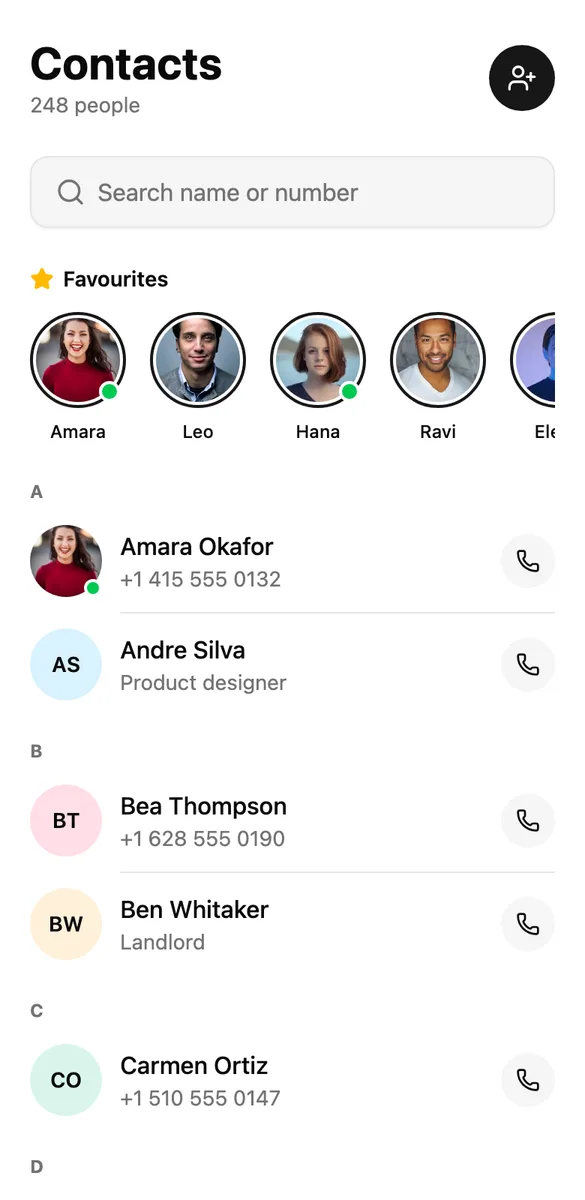 Contacts
248 people
Search name or number
Favourites
Amara
Leo
Hana
Ravi
Ele
A
Amara Okafor
+1 415 555 0132
AS
Andre Silva
Product designer
B
BT
Bea Thompson
+1 628 555 0190
BW
Ben Whitaker
Landlord
C
CO
Carmen Ortiz
+1 510 555 0147
D